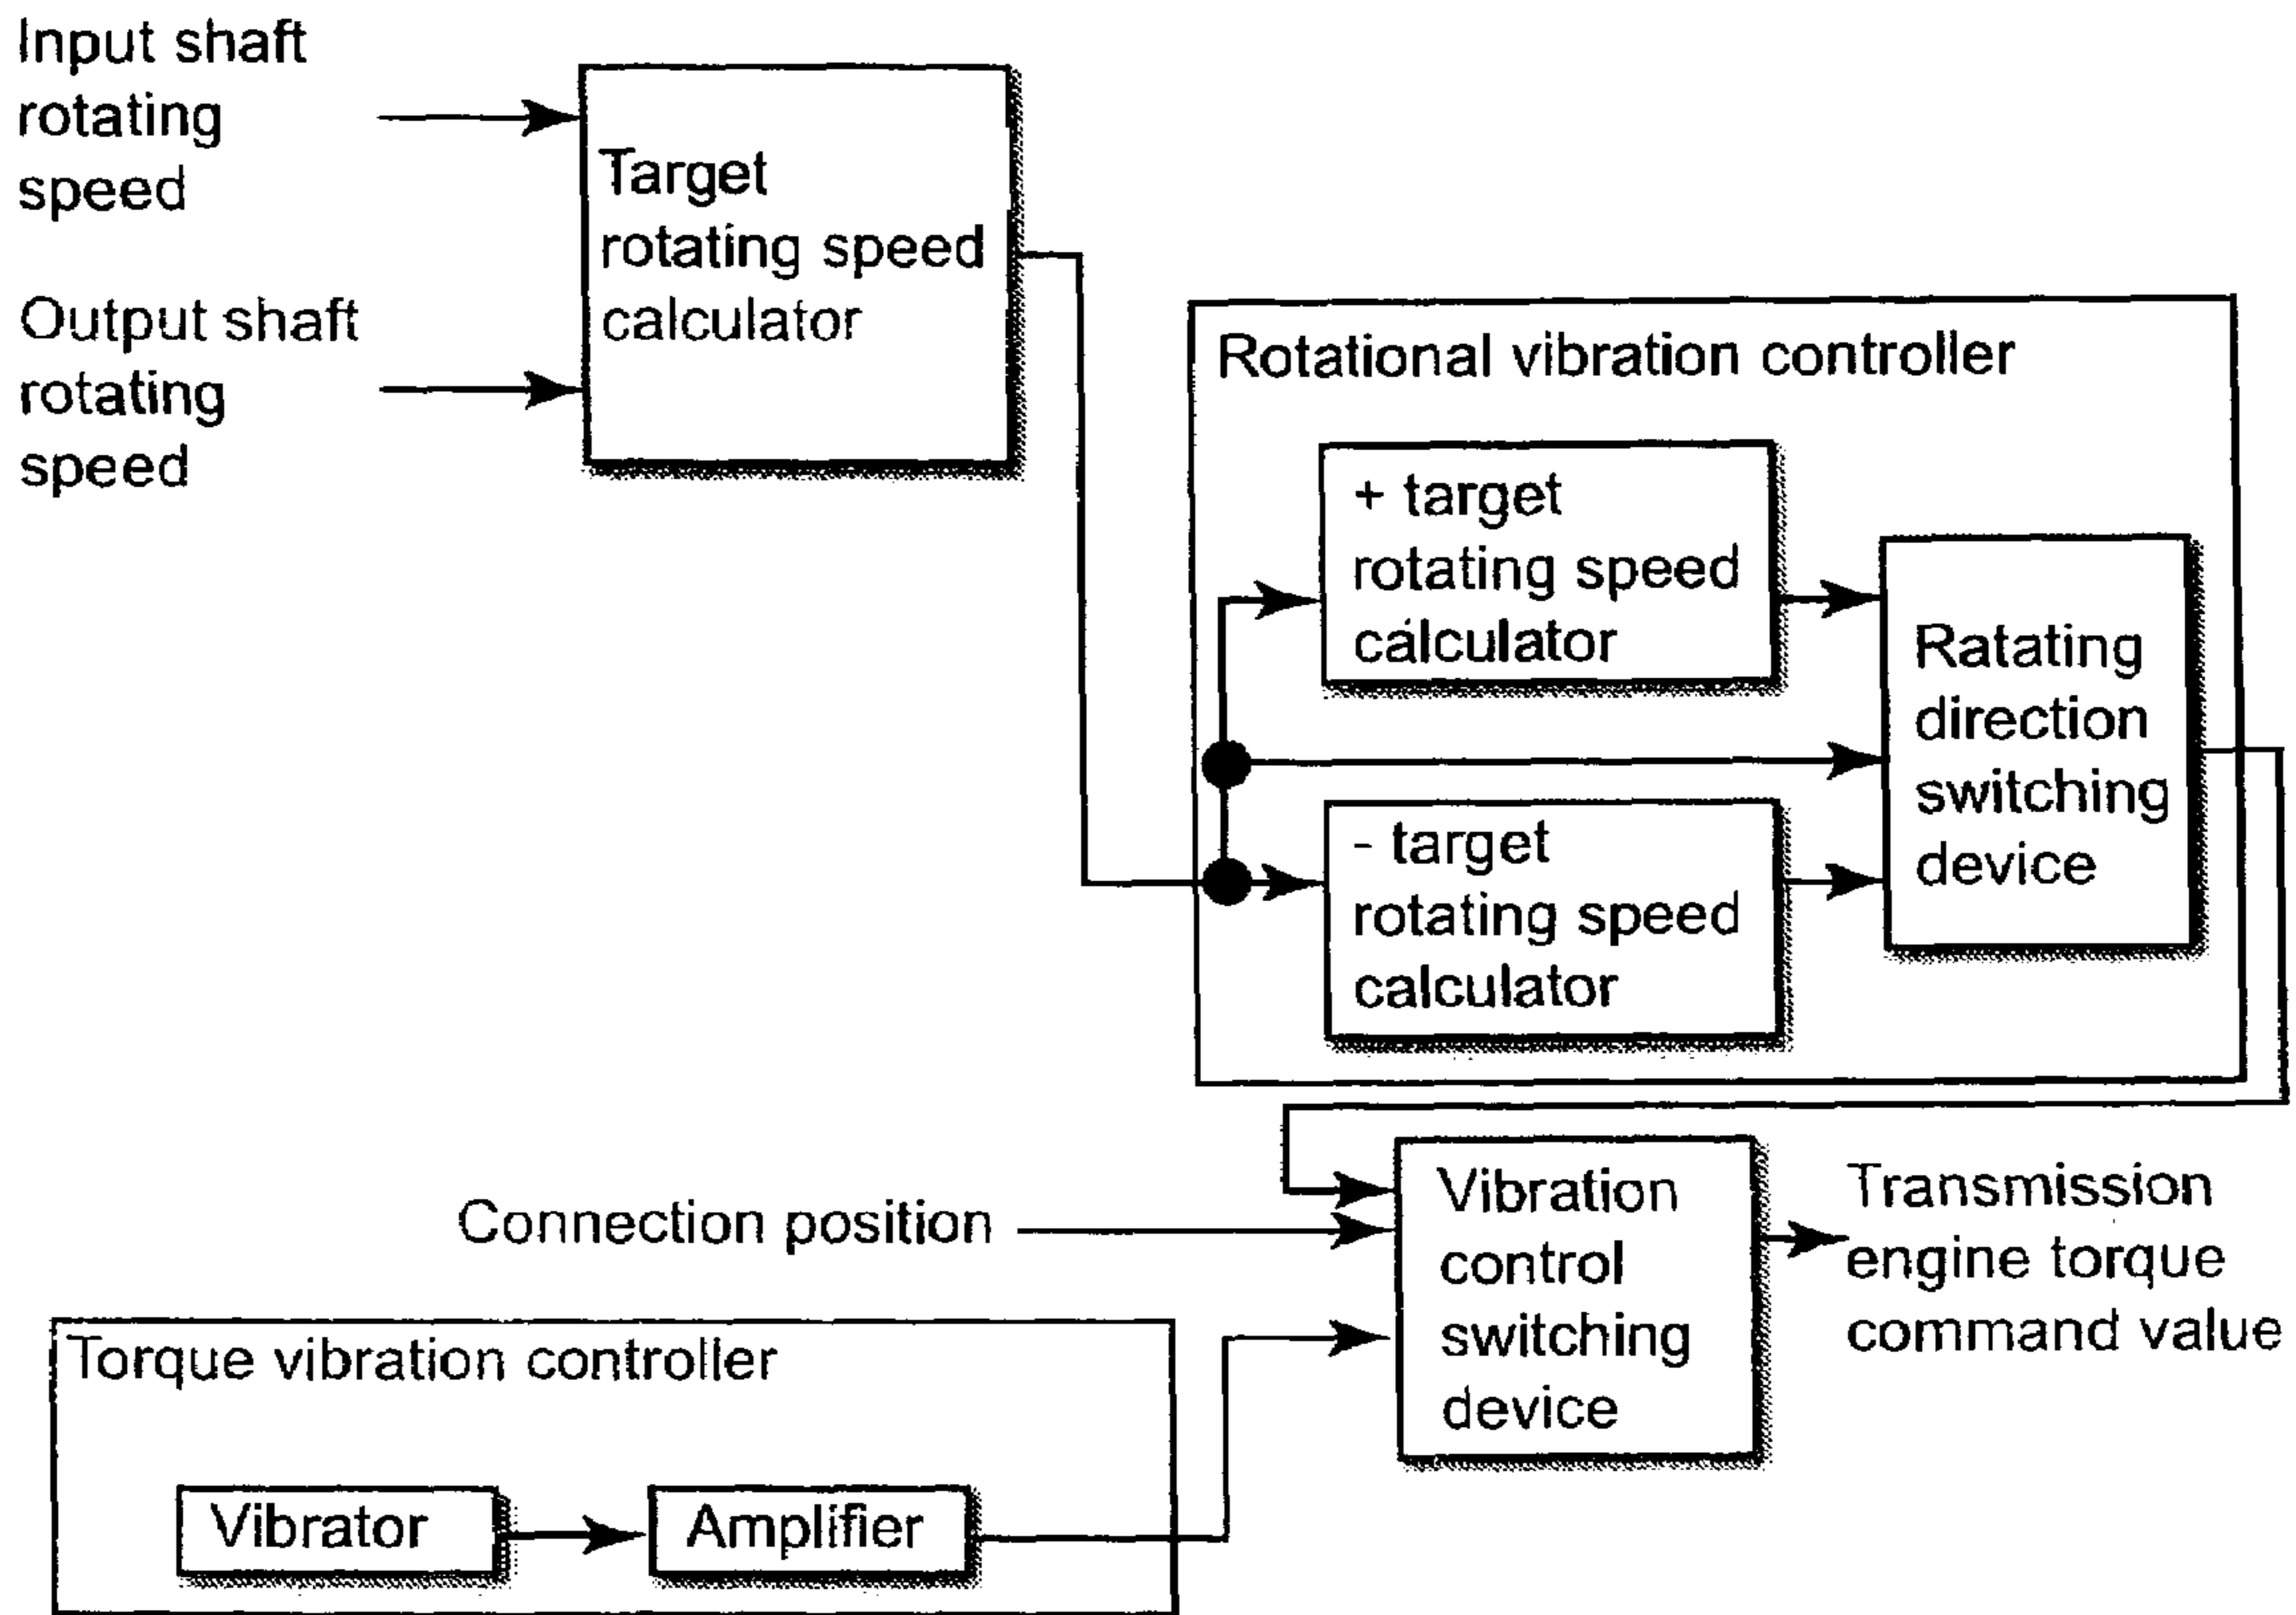 Input shaft
rotating
speed
Target
rotating speed
calculator
Output shaft
rotating
speed
Rotational vibration controller
+ target
rotating speed
calculator
Ratating
direction
switching
device
- target
rotating speed
calculator
Connection position
Vibration
control
switching
device
Transmission
engine torque
command value
Torque vibration controller
Vibrator
Amplifier